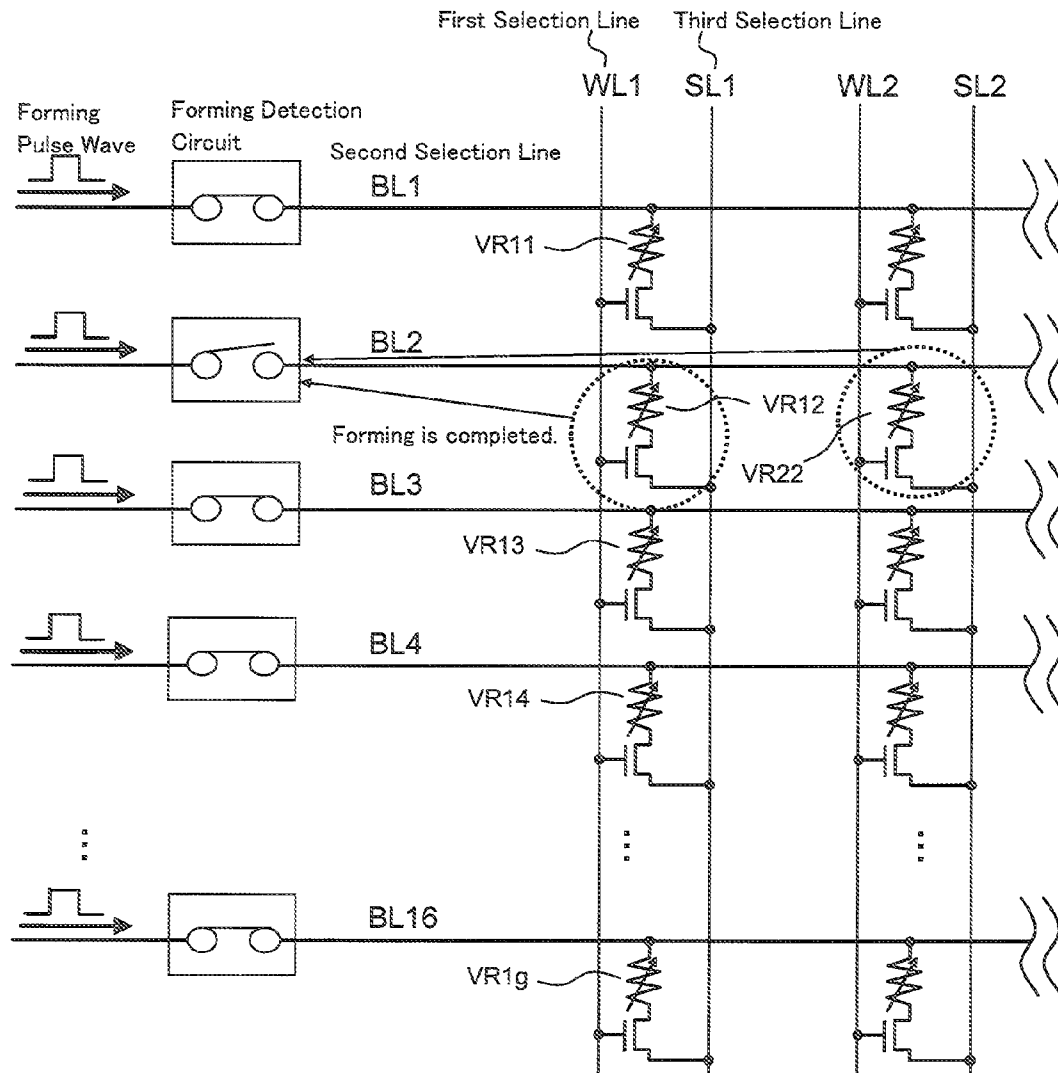 First Selection Line
Third Selection Line
WL1
SL1
WL2
SL2
Forming
Pulse Wave
Forming Detection
Circuit
Second Selection Line
BL1
VR11
BL2
VR12
Forming is completed.
VR22
BL3
VR13
BL4
VR14
BL16
VR1g